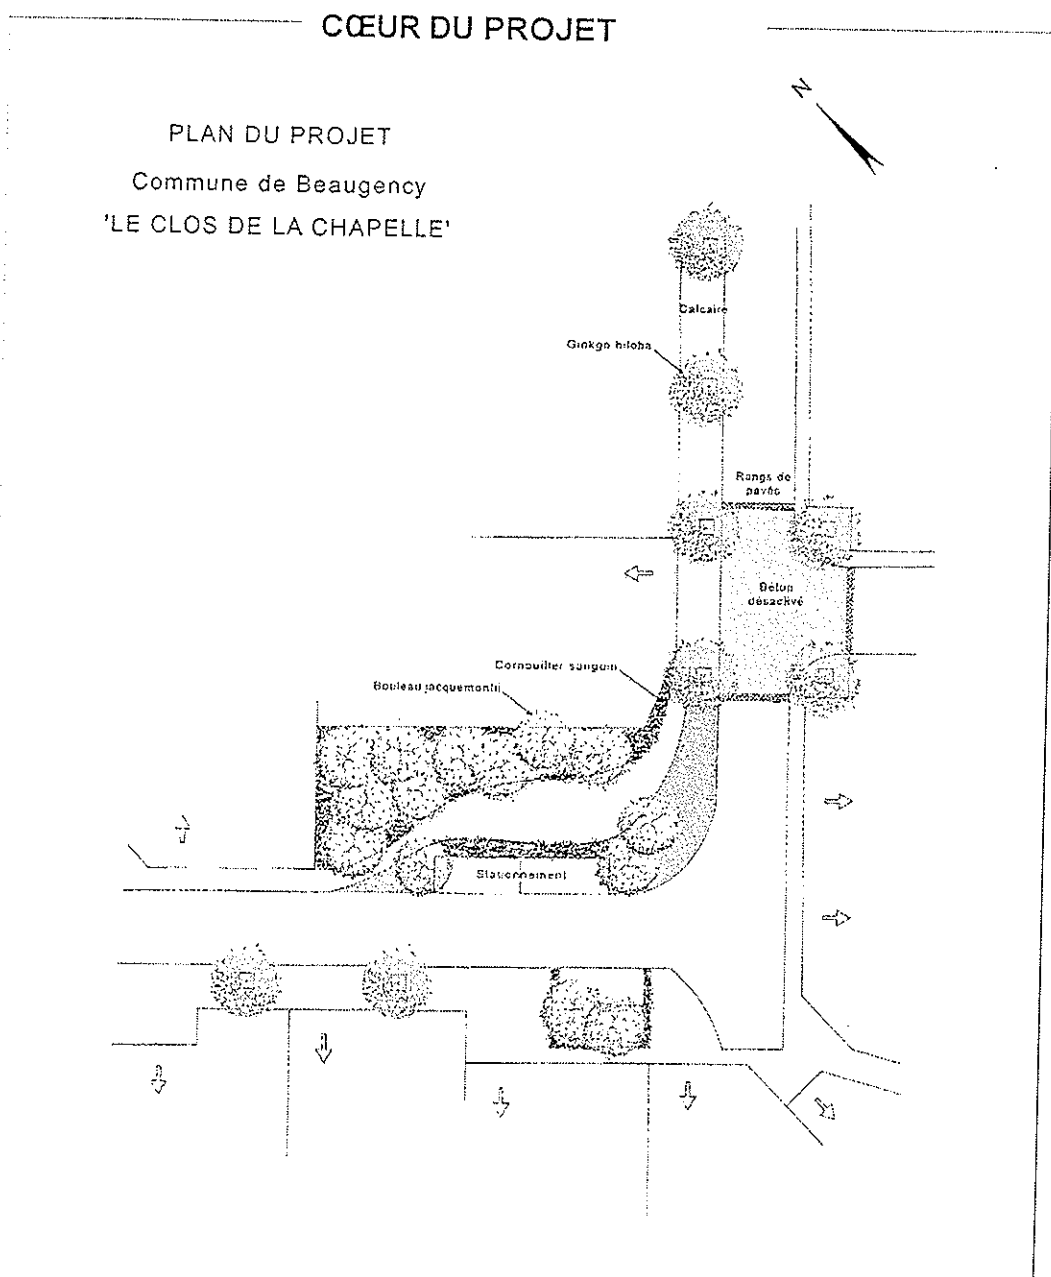 CŒUR DU PROJET
N
PLAN DU PROJET
Commune de Beaugency
'LE CLOS DE LA CHAPELLE'
Calcaire
Ginkgo biloba
Rangs de
pavés
Béton
désactivé
Cornouiller sanguin
Bouleau jacquemontii
Stationnement